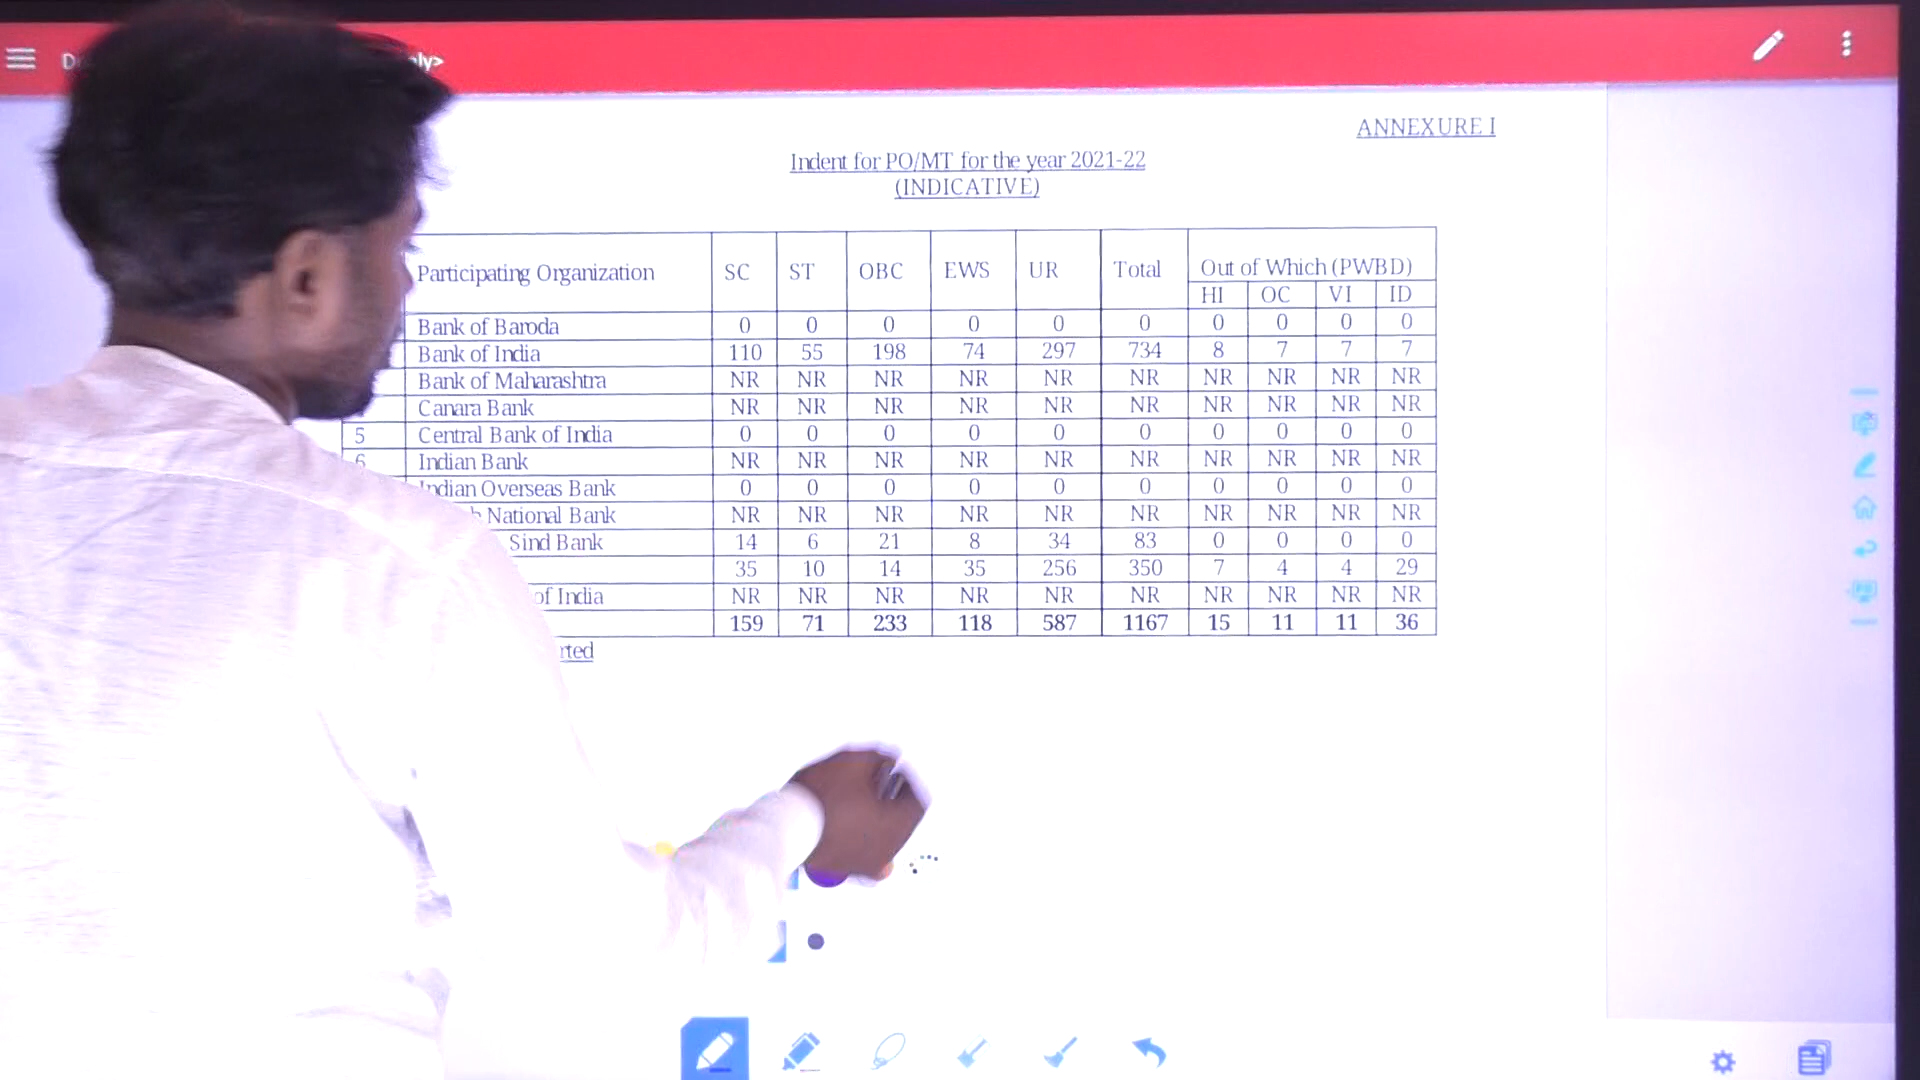 ANNEXURE I
Indent for PO/MT for the year 2021-22
(INDICATIVE)
Participating Organization SC ST OBC EWS UR Total Out of Which (PWBD)
HI OC VI ID
Bank of Baroda 0 0 0 0 0 0 0 0 0 0
Bank of India 110 55 198 74 297 734 8 7 7 7
Bank of Maharashtra NR NR NR NR NR NR NR NR NR NR
Canara Bank NR NR NR NR NR NR NR NR NR NR
5 Central Bank of India 0 0 0 0 0 0 0 0 0 0
6 Indian Bank NR NR NR NR NR NR NR NR NR NR
Indian Overseas Bank 0 0 0 0 0 0 0 0 0 0
National Bank NR NR NR NR NR NR NR NR NR NR
Sind Bank 14 6 21 8 34 83 0 0 0 0
35 10 14 35 256 350 7 4 4 29
of India NR NR NR NR NR NR NR NR NR NR
159 71 233 118 587 1167 15 11 11 36